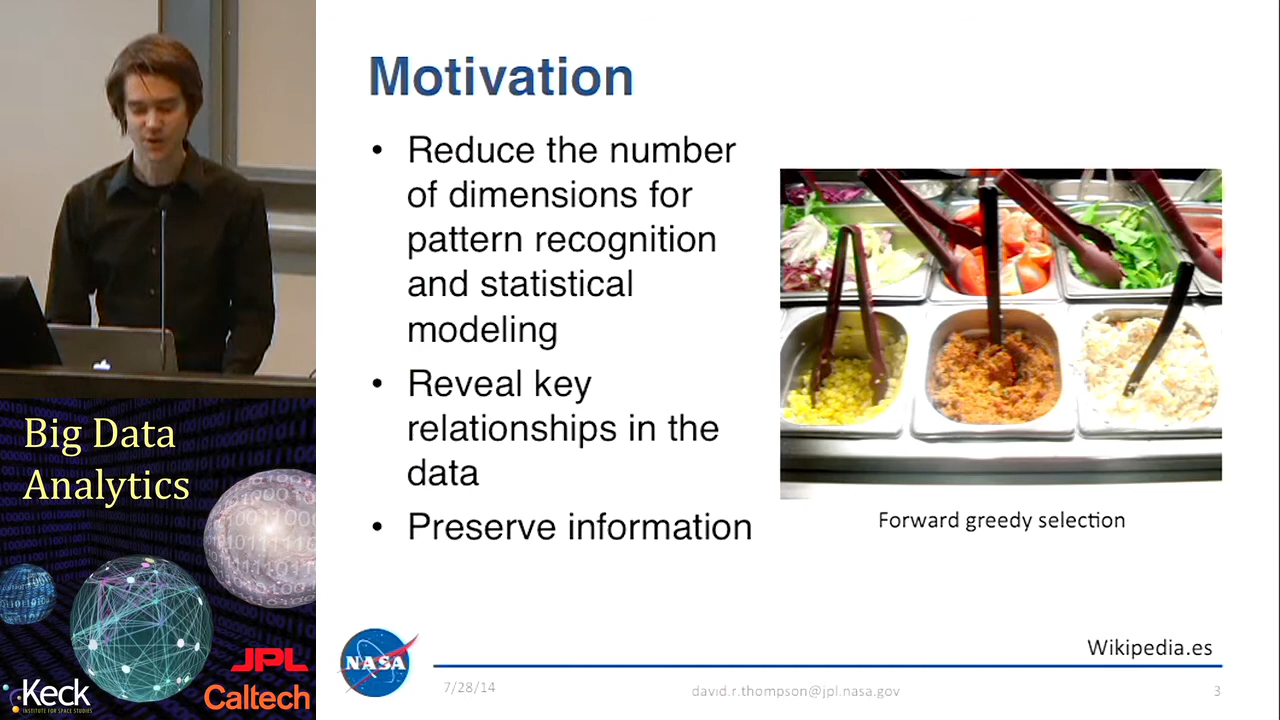 Motivation
• Reduce the number
of dimensions for
pattern recognition
and statistical
modeling
• Reveal key
relationships in the
data
• Preserve information
Forward greedy selection
Wikipedia.es
NASA
7/28/14
david.r.thompson@jpl.nasa.gov
3
Big Data
Analytics
JPL
Keck
INSTITUTE FOR SPACE STUDIES
Caltech